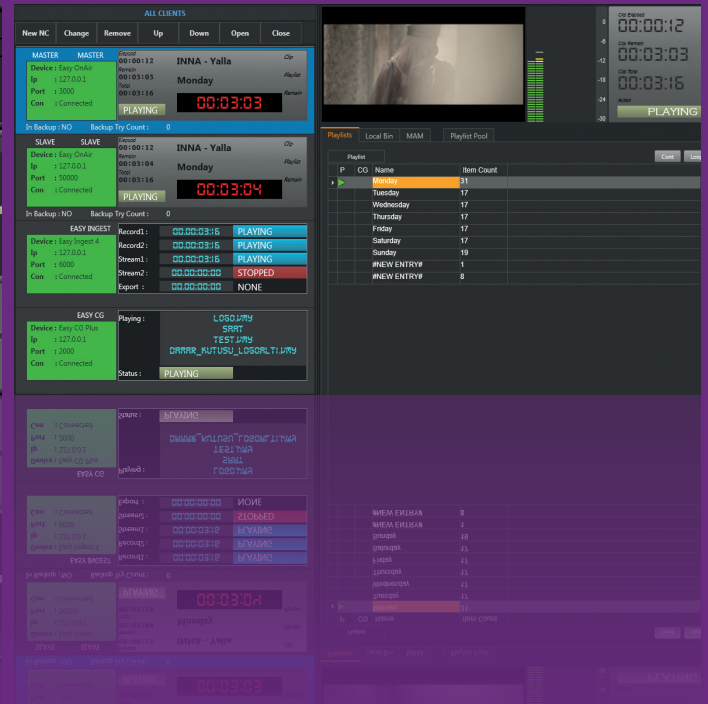 ALL CLIENTS
New NC Change Remove Up Down Open Close
MASTER MASTER
Device : Easy OnAir
Ip : 127.0.0.1
Port : 3000
Con : Connected
Elapsed
00:00:12
Remain
00:03:03
Total
00:03:16
PLAYING
INNA - Yalla Clip
Monday Playlist
00:03:03 Remain
In Backup : NO Backup Try Count : 0
SLAVE SLAVE
Device : Easy OnAir
Ip : 127.0.0.1
Port : 50000
Con : Connected
Elapsed
00:00:12
Remain
00:03:04
Total
00:03:16
PLAYING
INNA - Yalla Clip
Monday Playlist
00:03:04 Remain
In Backup : NO Backup Try Count : 0
EASY INGEST
Device : Easy Ingest 4
Ip : 127.0.0.1
Port : 6000
Con : Connected
Record1 : 00:00:03:16 PLAYING
Record2 : 00:00:03:16 PLAYING
Stream1 : 00:00:03:16 PLAYING
Stream2 : 00:00:00:00 STOPPED
Export : 00:00:00:00 NONE
EASY CG
Device : Easy CG Plus
Ip : 127.0.0.1
Port : 2000
Con : Connected
Playing : LOGO.WMY
SAAT
TEST.WMY
DAMAR_KUTUSU_LOGOALTI.WMY
Status : PLAYING
0
-6
-12
-18
-24
-30
Clip Elapsed
00:00:12
Clip Remain
00:03:03
Clip Total
00:03:16
Action
PLAYING
Playlists Local Bin MAM Playlist Pool
Playlist Cont Loop
P CG Name Item Count
Monday 31
Tuesday 17
Wednesday 17
Thursday 17
Friday 17
Saturday 17
Sunday 19
#NEW ENTRY# 1
#NEW ENTRY# 8